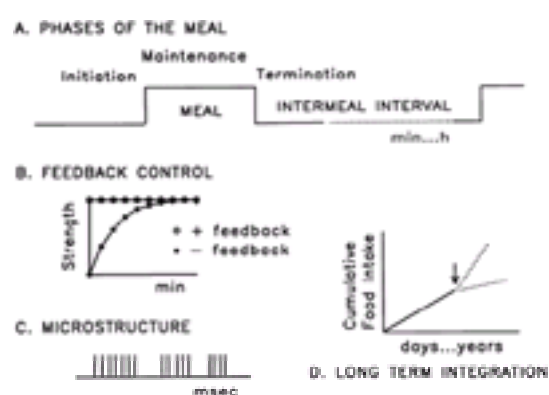 A. PHASES OF THE MEAL
Maintenance
Initiation
Termination
MEAL
INTERMEAL INTERVAL
min...h
B. FEEDBACK CONTROL
Strength
+ feedback
− feedback
min
Cumulative
Food Intake
days...years
C. MICROSTRUCTURE
msec
D. LONG TERM INTEGRATION